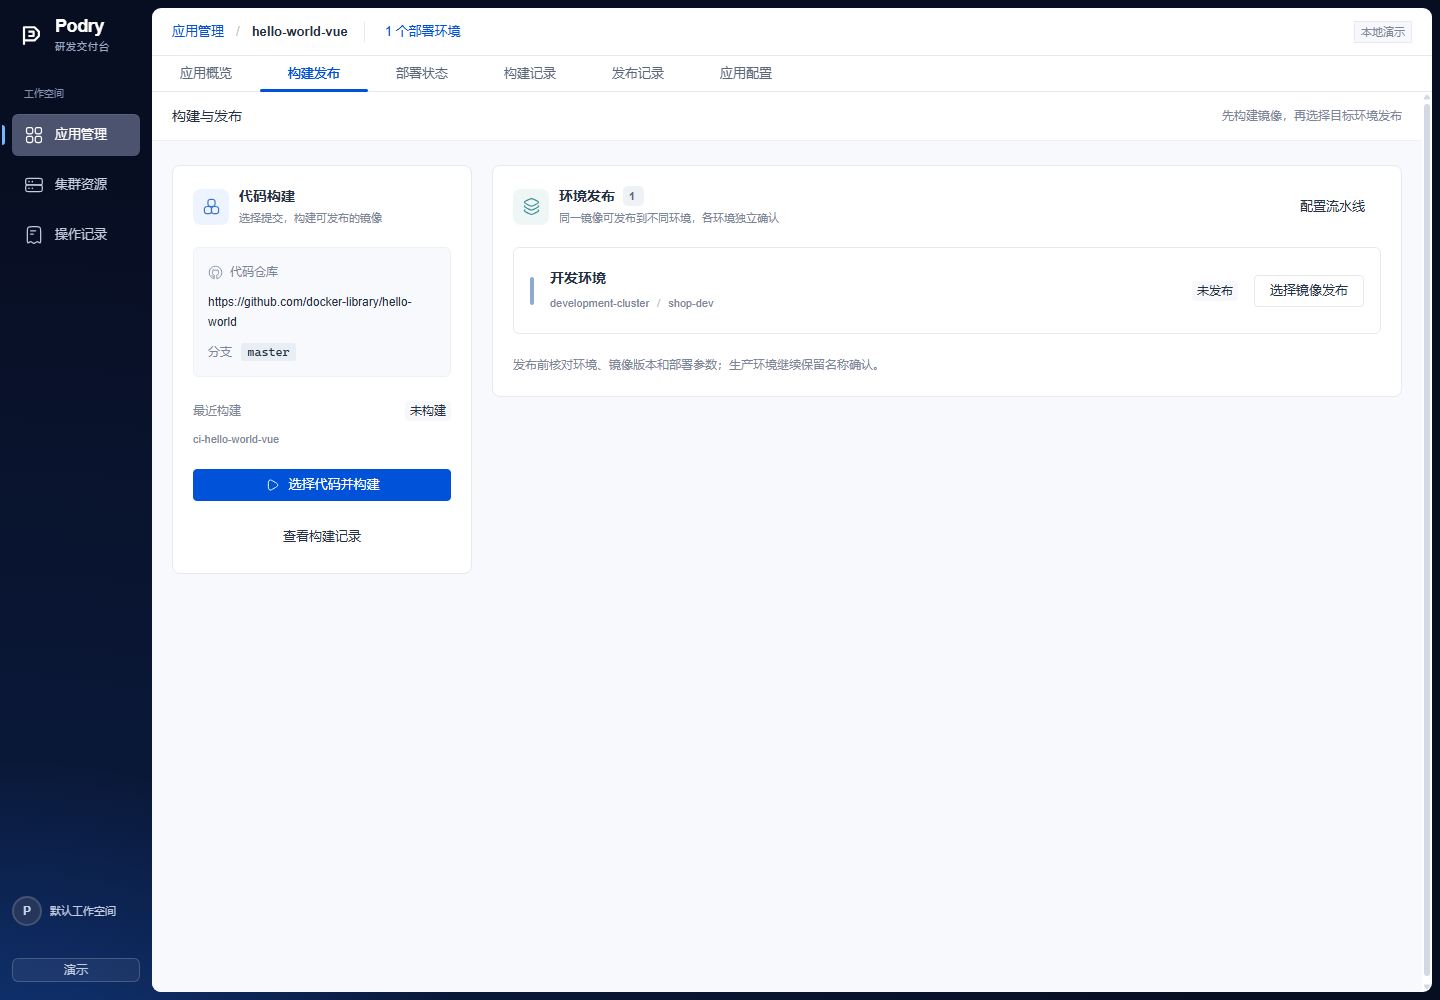 Podry
研发交付台
工作空间
应用管理
集群资源
操作记录
P 默认工作空间
演示
应用管理 / hello-world-vue 1 个部署环境
本地演示
应用概览 构建发布 部署状态 构建记录 发布记录 应用配置
构建与发布
先构建镜像，再选择目标环境发布
代码构建
选择提交，构建可发布的镜像
代码仓库
https://github.com/docker-library/hello-
world
分支 master
最近构建 未构建
ci-hello-world-vue
选择代码并构建
查看构建记录
环境发布 1
同一镜像可发布到不同环境，各环境独立确认
配置流水线
开发环境
development-cluster / shop-dev
未发布 选择镜像发布
发布前核对环境、镜像版本和部署参数；生产环境继续保留名称确认。